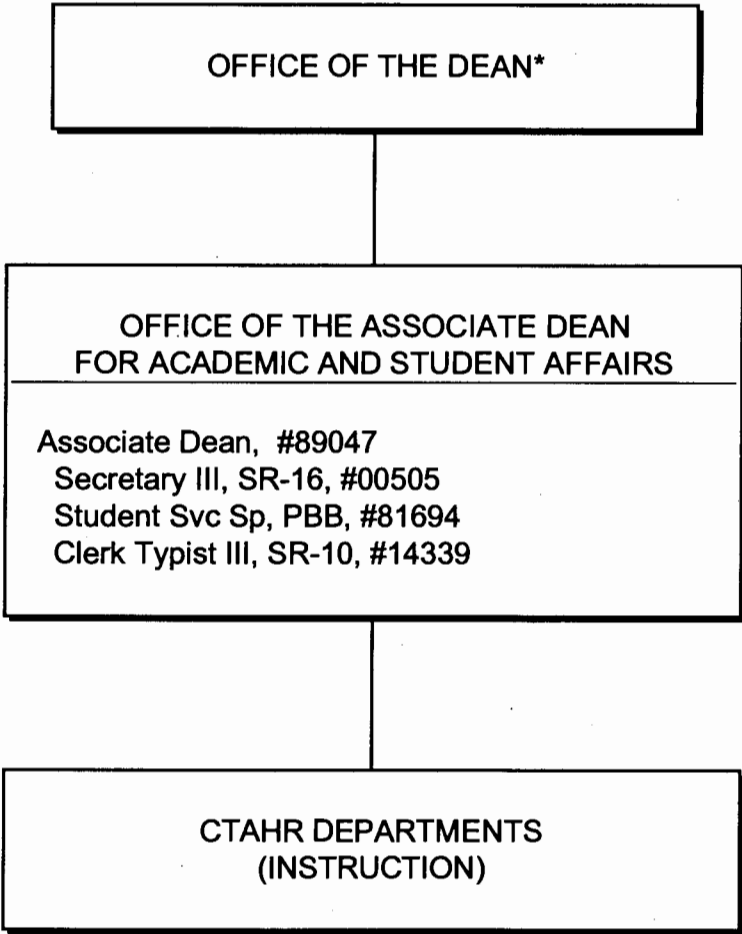 OFFICE OF THE DEAN*
OFFICE OF THE ASSOCIATE DEAN
FOR ACADEMIC AND STUDENT AFFAIRS
Associate Dean, #89047
Secretary III, SR-16, #00505
Student Svc Sp, PBB, #81694
Clerk Typist III, SR-10, #14339
CTAHR DEPARTMENTS
(INSTRUCTION)